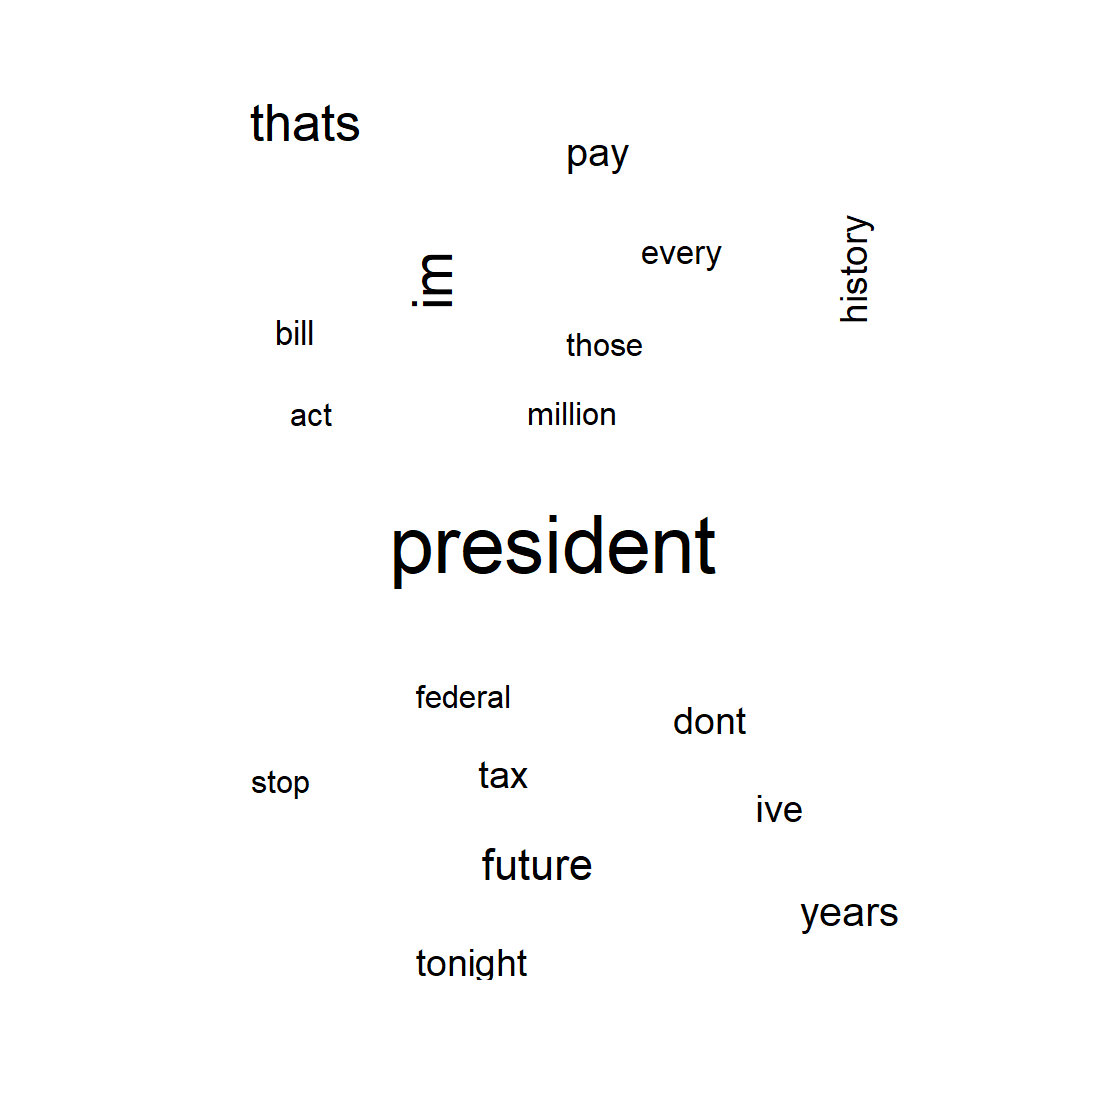 thats
pay
every
history
im
bill
those
act
million
president
federal
dont
tax
stop
ive
future
years
tonight